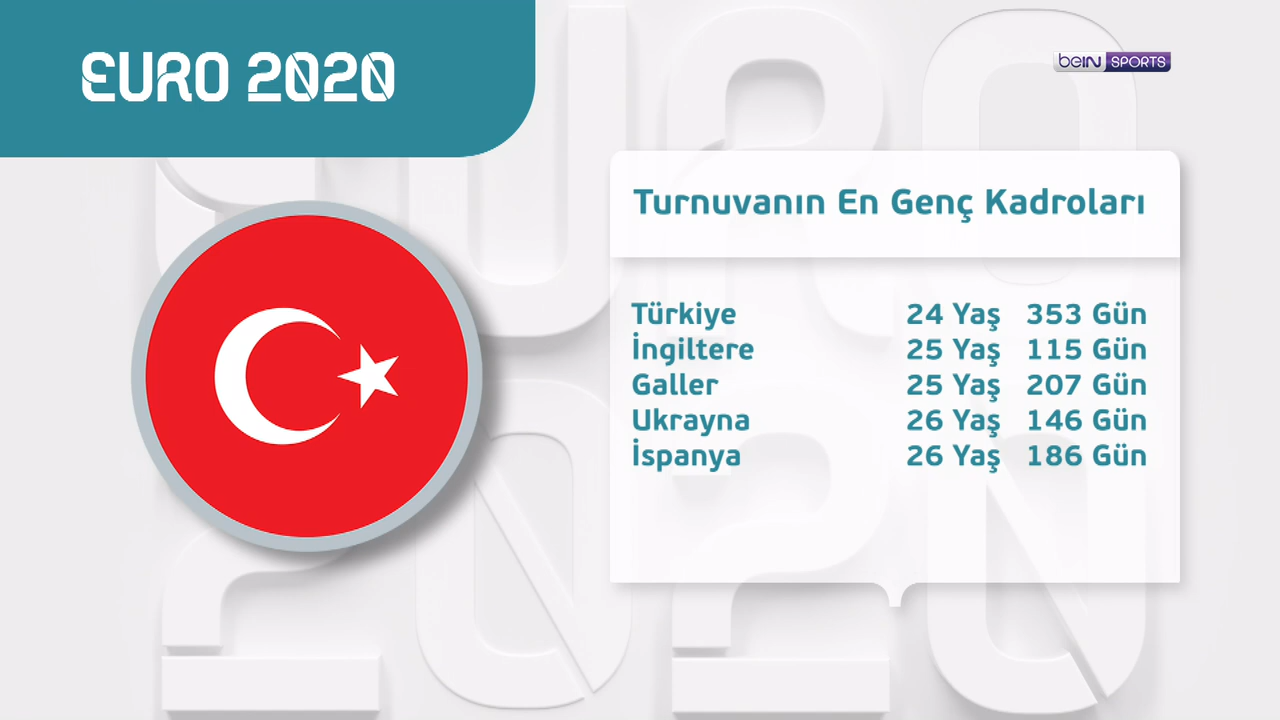 EURO 2020
beIN SPORTS
Turnuvanın En Genç Kadroları
Türkiye 24 Yaş 353 Gün
İngiltere 25 Yaş 115 Gün
Galler 25 Yaş 207 Gün
Ukrayna 26 Yaş 146 Gün
İspanya 26 Yaş 186 Gün